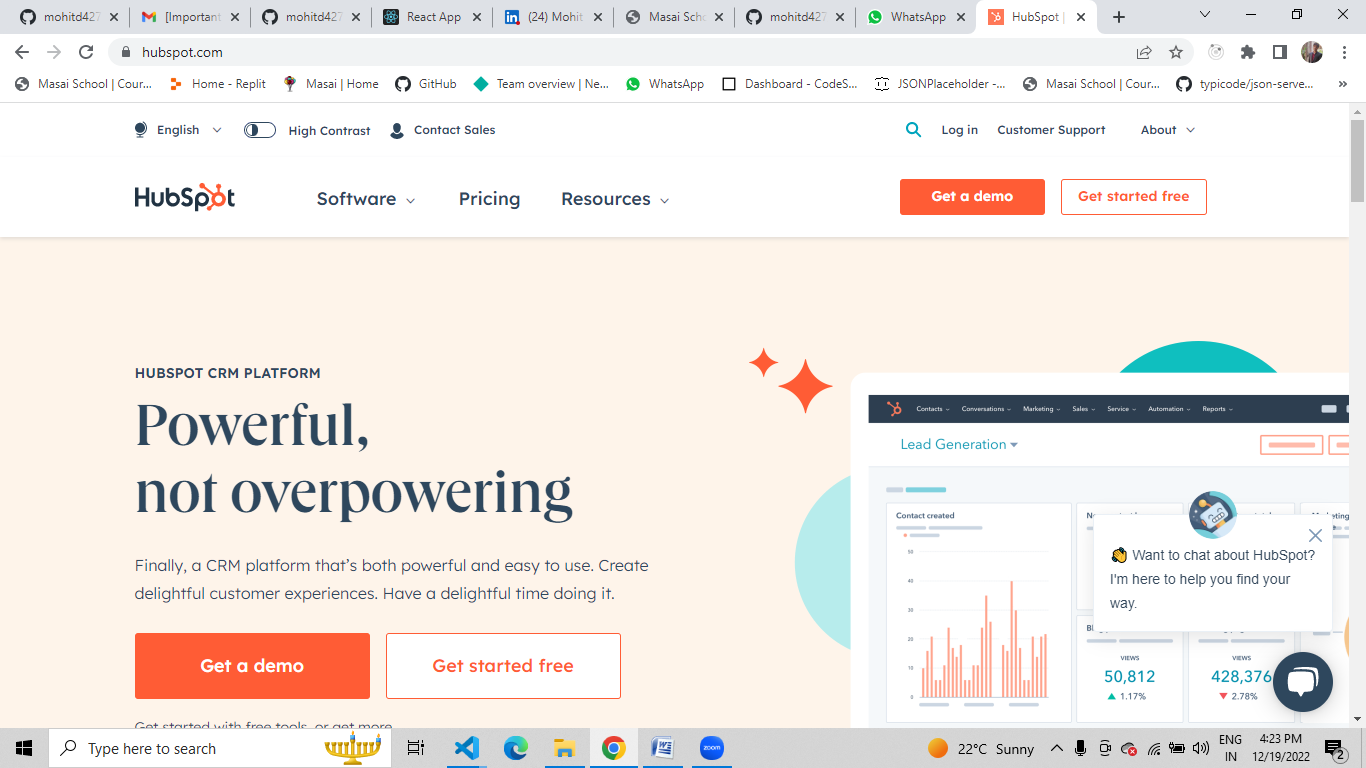 mohitd427
[Important
mohitd427
React App
(24) Mohit
Masai Scho
mohitd427
WhatsApp
HubSpot |
hubspot.com
Masai School | Cour...
Home - Replit
Masai | Home
GitHub
Team overview | Ne...
WhatsApp
Dashboard - CodeS...
JSONPlaceholder -...
Masai School | Cour...
typicode/json-serve...
»
English
High Contrast
Contact Sales
Log in
Customer Support
About
HubSpot
Software
Pricing
Resources
Get a demo
Get started free
HUBSPOT CRM PLATFORM
Powerful,
not overpowering
Finally, a CRM platform that's both powerful and easy to use. Create
delightful customer experiences. Have a delightful time doing it.
Get a demo
Get started free
Get started with free tools, or get more
Contacts
Conversations
Marketing
Sales
Service
Automation
Reports
Lead Generation
Contact created
50
40
30
20
10
0
Marketing
VIEWS
50,812
1.17%
VIEWS
428,376
2.78%
👏 Want to chat about HubSpot?
I'm here to help you find your
way.
Type here to search
zoom
22°C Sunny
ENG
IN
4:23 PM
12/19/2022
2